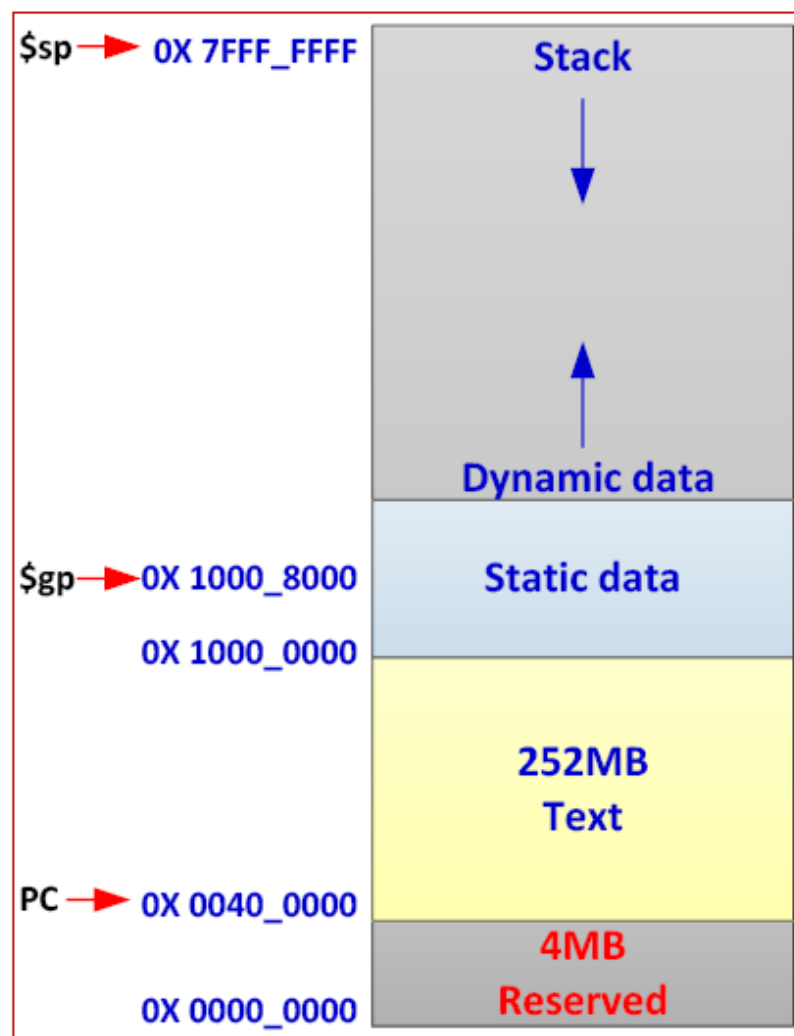 $sp 0X 7FFF_FFFF Stack
Dynamic data
$gp 0X 1000_8000 Static data
0X 1000_0000
252MB
Text
PC 0X 0040_0000
4MB
Reserved
0X 0000_0000